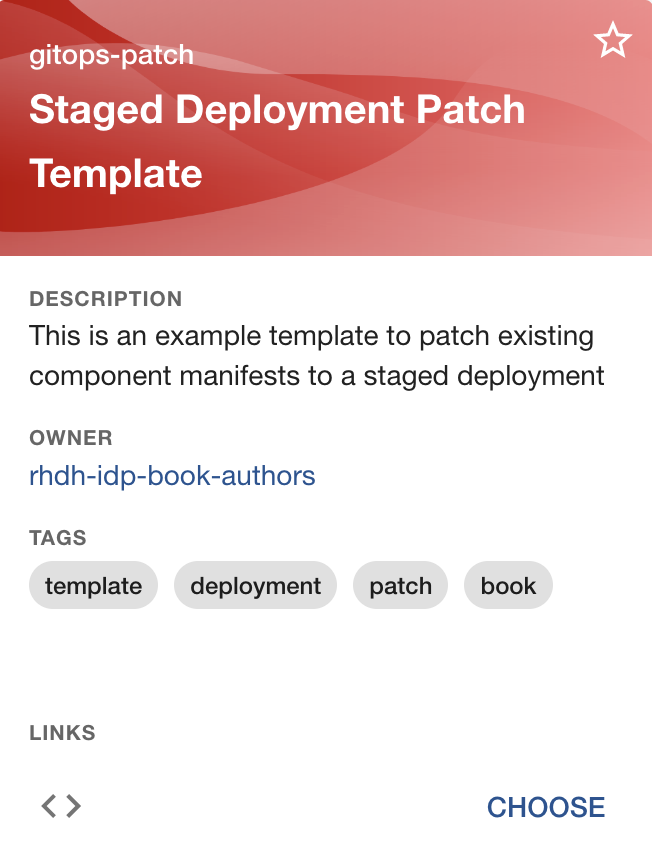 gitops-patch
Staged Deployment Patch
Template
DESCRIPTION
This is an example template to patch existing
component manifests to a staged deployment
OWNER
rhdh-idp-book-authors
TAGS
template deployment patch book
LINKS
CHOOSE